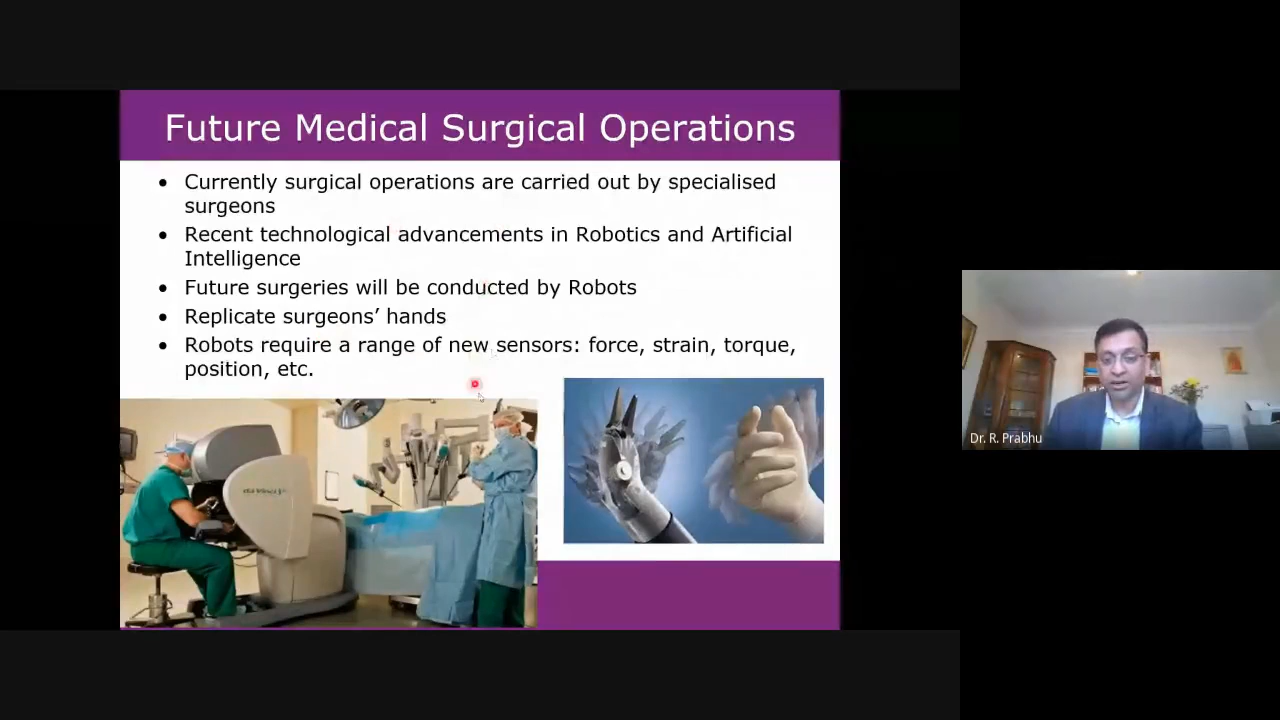 Future Medical Surgical Operations
• Currently surgical operations are carried out by specialised
surgeons
• Recent technological advancements in Robotics and Artificial
Intelligence
• Future surgeries will be conducted by Robots
• Replicate surgeons’ hands
• Robots require a range of new sensors: force, strain, torque,
position, etc.
Dr. R. Prabhu